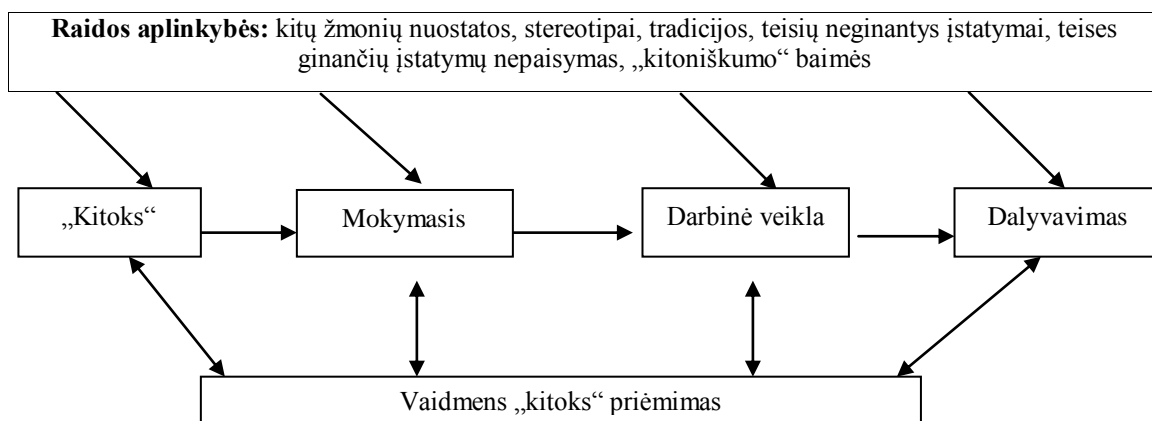 Raidos aplinkybės: kitų žmonių nuostatos, stereotipai, tradicijos, teisių neginantys įstatymai, teises
ginančių įstatymų nepaisymas, „kitoniškumo“ baimės
„Kitoks“
Mokymasis
Darbinė veikla
Dalyvavimas
Vaidmens „kitoks“ priėmimas